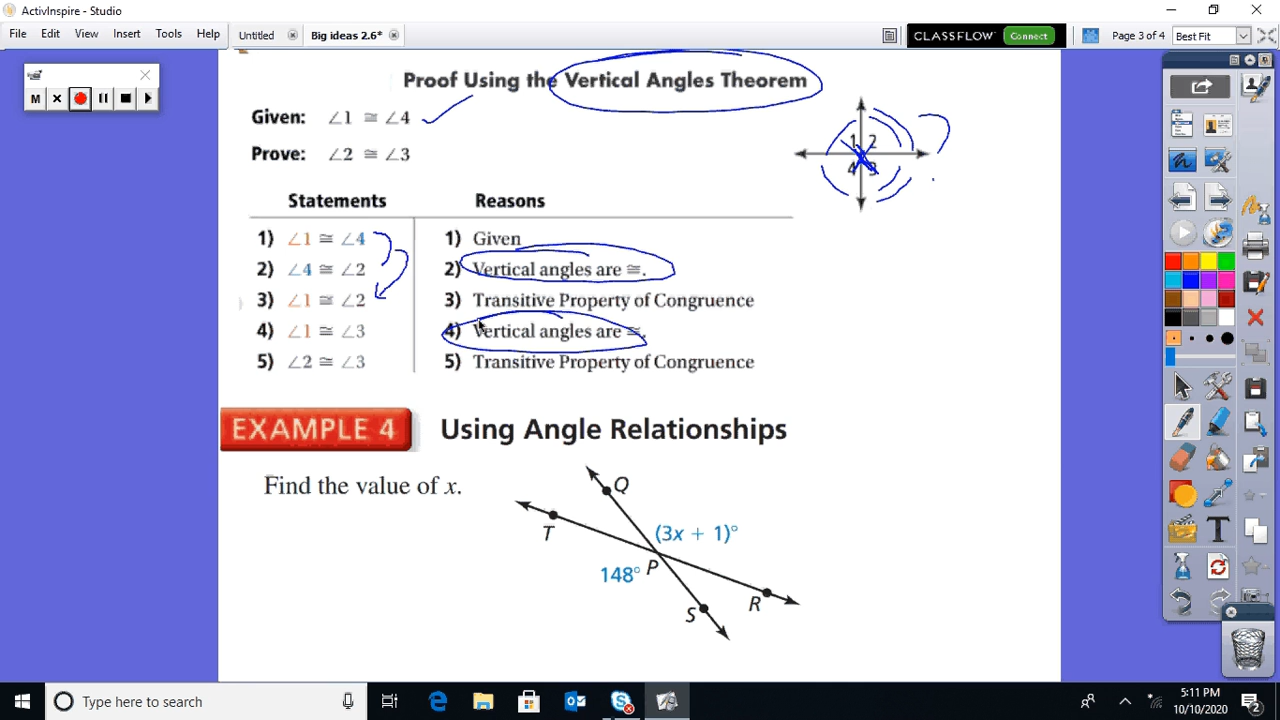 ActivInspire - Studio
File Edit View Insert Tools Help Untitled Big ideas 2.6* CLASSFLOW Connect Page 3 of 4 Best Fit
M
Proof Using the Vertical Angles Theorem
Given: ∠1 ≅ ∠4
Prove: ∠2 ≅ ∠3
1 2
4 3
Statements Reasons
1) ∠1 ≅ ∠4 1) Given
2) ∠4 ≅ ∠2 2) Vertical angles are ≅.
3) ∠1 ≅ ∠2 3) Transitive Property of Congruence
4) ∠1 ≅ ∠3 4) Vertical angles are ≅.
5) ∠2 ≅ ∠3 5) Transitive Property of Congruence
EXAMPLE 4 Using Angle Relationships
Find the value of x.
Q
T
(3x + 1)°
148° P
S R
T
Type here to search
5:11 PM
10/10/2020
2